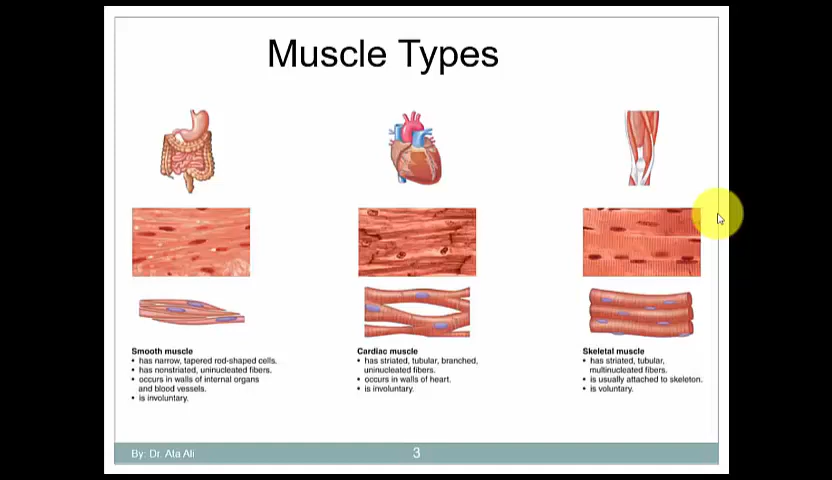 Muscle Types
Smooth muscle
• has narrow, tapered rod-shaped cells.
• has nonstriated, uninucleated fibers.
• occurs in walls of internal organs
and blood vessels.
• is involuntary.
Cardiac muscle
• has striated, tubular, branched,
uninucleated fibers.
• occurs in walls of heart.
• is involuntary.
Skeletal muscle
• has striated, tubular,
multinucleated fibers.
• is usually attached to skeleton.
• is voluntary.
By: Dr. Ata Ali
3